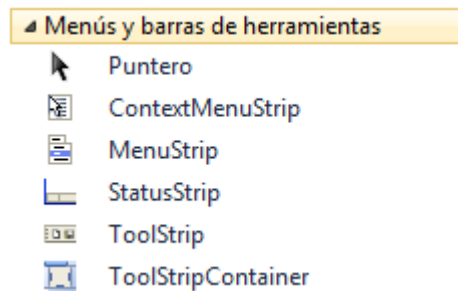 Menús y barras de herramientas
Puntero
ContextMenuStrip
MenuStrip
StatusStrip
ToolStrip
ToolStripContainer